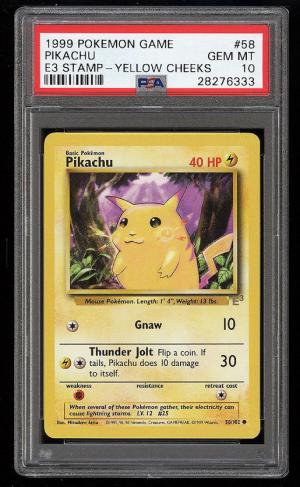 1999 POKEMON GAME #58
PIKACHU GEM MT
E3 STAMP - YELLOW CHEEKS 10
PSA 28276333
Basic Pokémon
Pikachu 40 HP
E3
Mouse Pokémon. Length: 1' 4", Weight: 13 lbs.
Gnaw 10
Thunder Jolt Flip a coin. If
tails, Pikachu does 10 damage
to itself. 30
weakness resistance retreat cost
When several of these Pokémon gather, their electricity can
cause lightning storms. LV. 12 #25
Illus. Mitsuhiro Arita 58/102